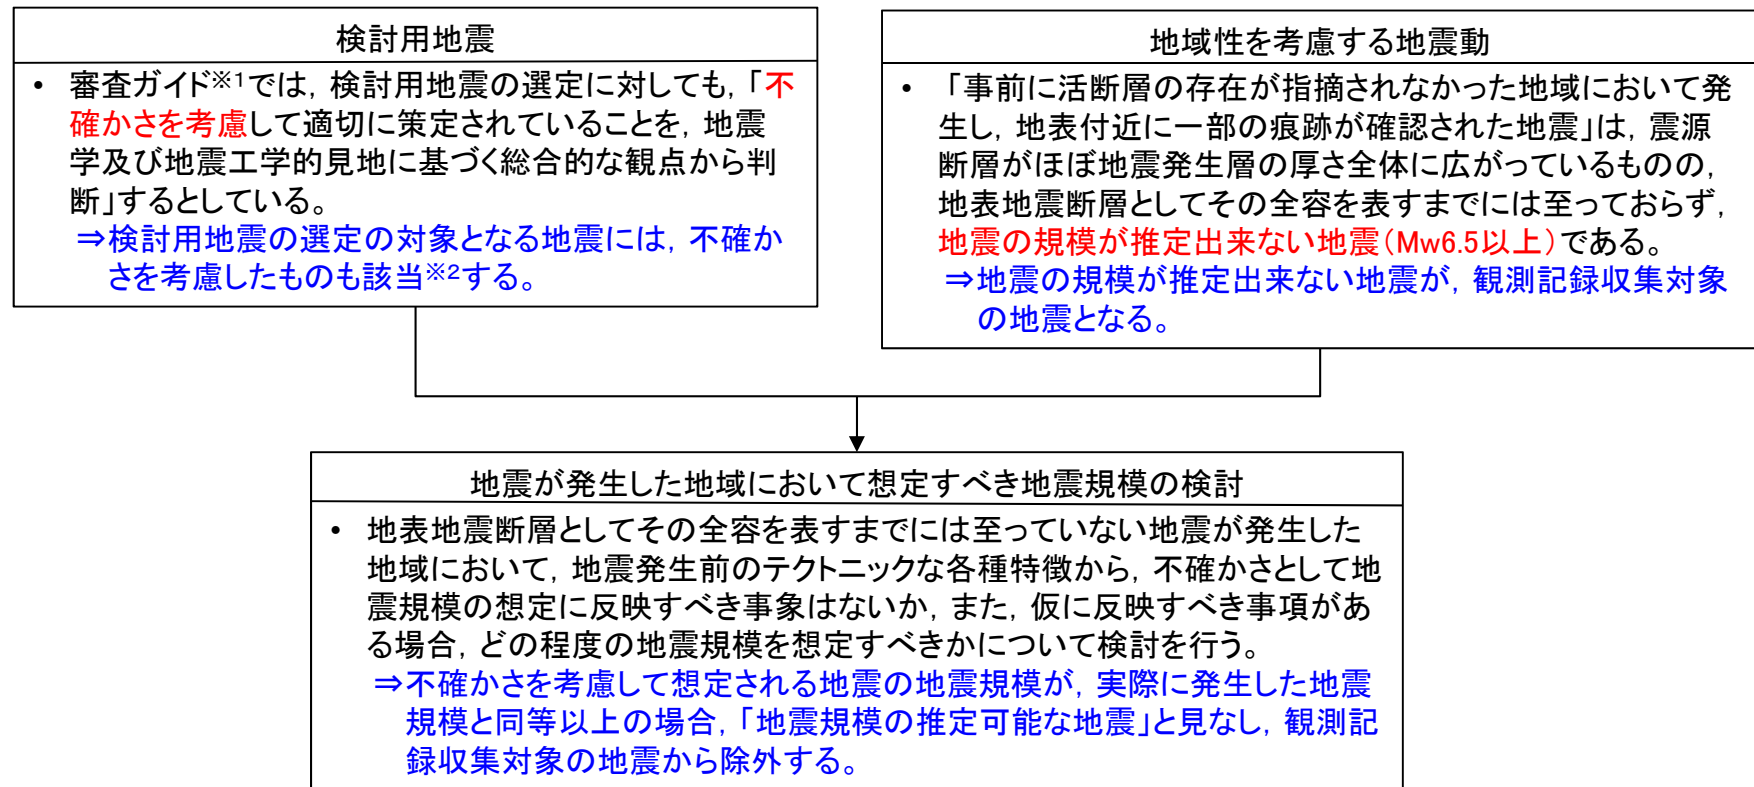 検討用地震
• 審査ガイド※1では，検討用地震の選定に対しても，「不
確かさを考慮して適切に策定されていることを，地震
学及び地震工学的見地に基づく総合的な観点から判
断」するとしている。
⇒検討用地震の選定の対象となる地震には，不確か
さを考慮したものも該当※2する。
地域性を考慮する地震動
• 「事前に活断層の存在が指摘されなかった地域において発
生し，地表付近に一部の痕跡が確認された地震」は，震源
断層がほぼ地震発生層の厚さ全体に広がっているものの，
地表地震断層としてその全容を表すまでには至っておらず，
地震の規模が推定出来ない地震（Mw6.5以上）である。
⇒地震の規模が推定出来ない地震が，観測記録収集対象
の地震となる。
地震が発生した地域において想定すべき地震規模の検討
• 地表地震断層としてその全容を表すまでには至っていない地震が発生した
地域において，地震発生前のテクトニックな各種特徴から，不確かさとして地
震規模の想定に反映すべき事象はないか，また，仮に反映すべき事項があ
る場合，どの程度の地震規模を想定すべきかについて検討を行う。
⇒不確かさを考慮して想定される地震の地震規模が，実際に発生した地震
規模と同等以上の場合，「地震規模の推定可能な地震」と見なし，観測記
録収集対象の地震から除外する。